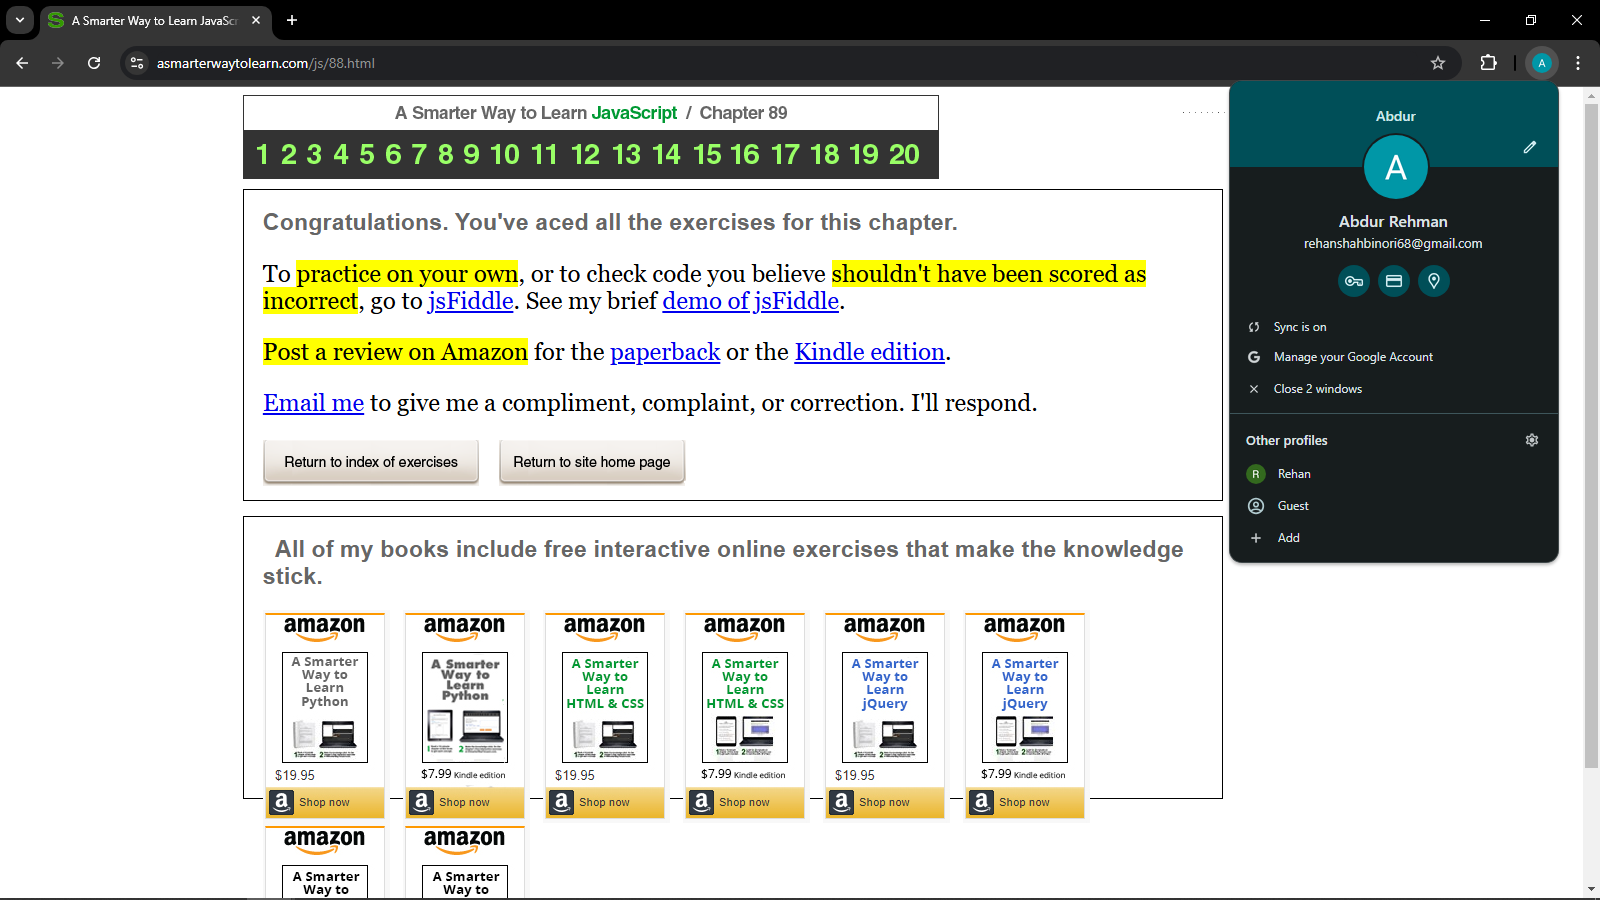 A Smarter Way to Learn JavaScr
asmarterwaytolearn.com/js/88.html
A
A Smarter Way to Learn JavaScript / Chapter 89
1 2 3 4 5 6 7 8 9 10 11 12 13 14 15 16 17 18 19 20
Congratulations. You've aced all the exercises for this chapter.
To practice on your own, or to check code you believe shouldn't have been scored as
incorrect, go to jsFiddle. See my brief demo of jsFiddle.
Post a review on Amazon for the paperback or the Kindle edition.
Email me to give me a compliment, complaint, or correction. I'll respond.
Return to index of exercises
Return to site home page
All of my books include free interactive online exercises that make the knowledge
stick.
amazon
A Smarter
Way to
Learn
Python
$19.95
Shop now
amazon
A Smarter
Way to
Learn
Python
$7.99 Kindle edition
Shop now
amazon
A Smarter
Way to
Learn
HTML & CSS
$19.95
Shop now
amazon
A Smarter
Way to
Learn
HTML & CSS
$7.99 Kindle edition
Shop now
amazon
A Smarter
Way to
Learn
jQuery
$19.95
Shop now
amazon
A Smarter
Way to
Learn
jQuery
$7.99 Kindle edition
Shop now
amazon
A Smarter
Way to
amazon
A Smarter
Way to
Abdur
A
Abdur Rehman
rehanshahbinori68@gmail.com
Sync is on
Manage your Google Account
Close 2 windows
Other profiles
R
Rehan
Guest
Add